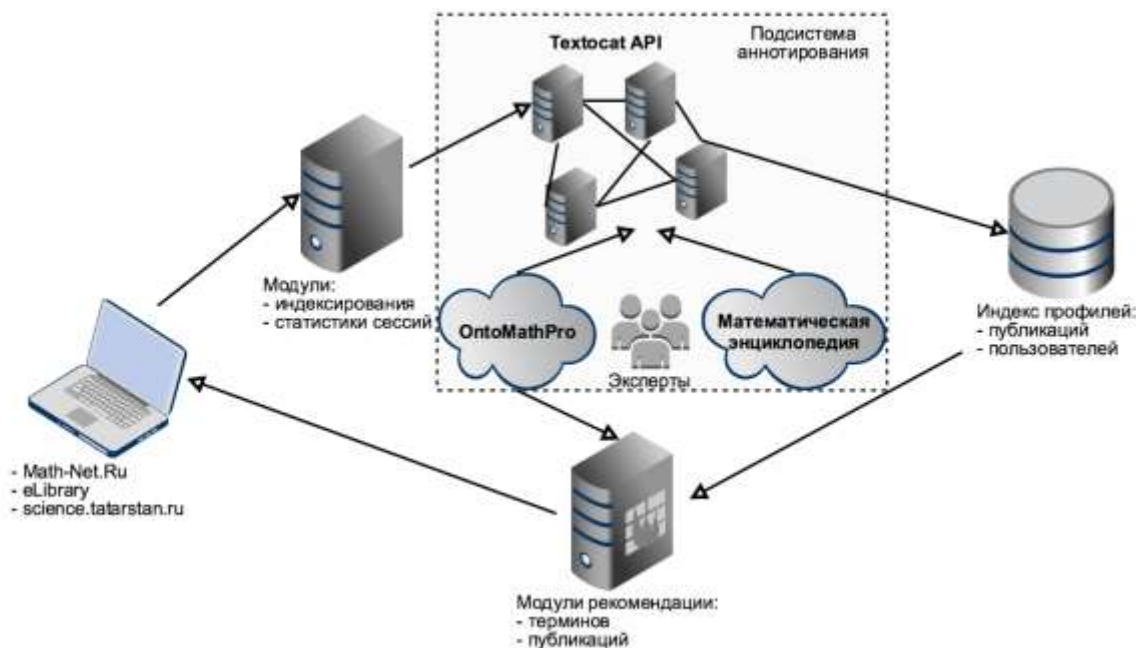 Textocat API
Подсистема
аннотирования
Модули:
- индексирования
- статистики сессий
OntoMathPro
Эксперты
Математическая
энциклопедия
Индекс профилей:
- публикаций
- пользователей
- Math-Net.Ru
- eLibrary
- science.tatarstan.ru
Модули рекомендации:
- терминов
- публикаций